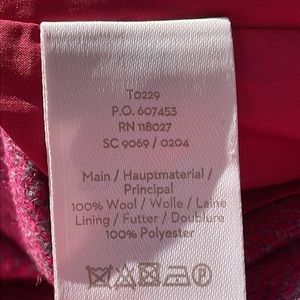 T0229
P.O. 607453
RN 118027
SC 9069 / 0204
Main / Hauptmaterial /
Principal
100% Wool / Wolle / Laine
Lining / Futter / Doublure
100% Polyester